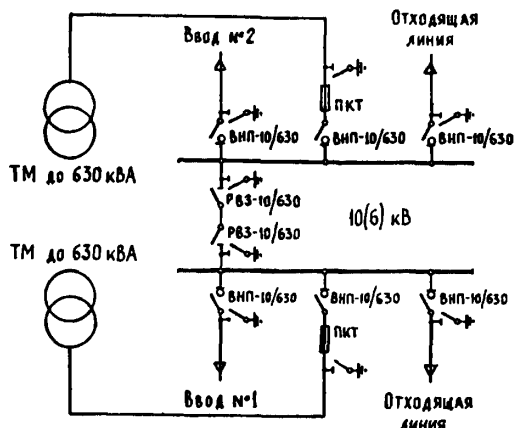 Ввод №2
Отходящая
линия
ПКТ
ВНП-10/630
ВНП-10/630
ВНП-10/630
ТМ до 630 кВА
РВЗ-10/630
10(6) кВ
РВЗ-10/630
ТМ до 630 кВА
ВНП-10/630
ВНП-10/630
ВНП-10/630
ПКТ
Ввод №1
Отходящая
линия